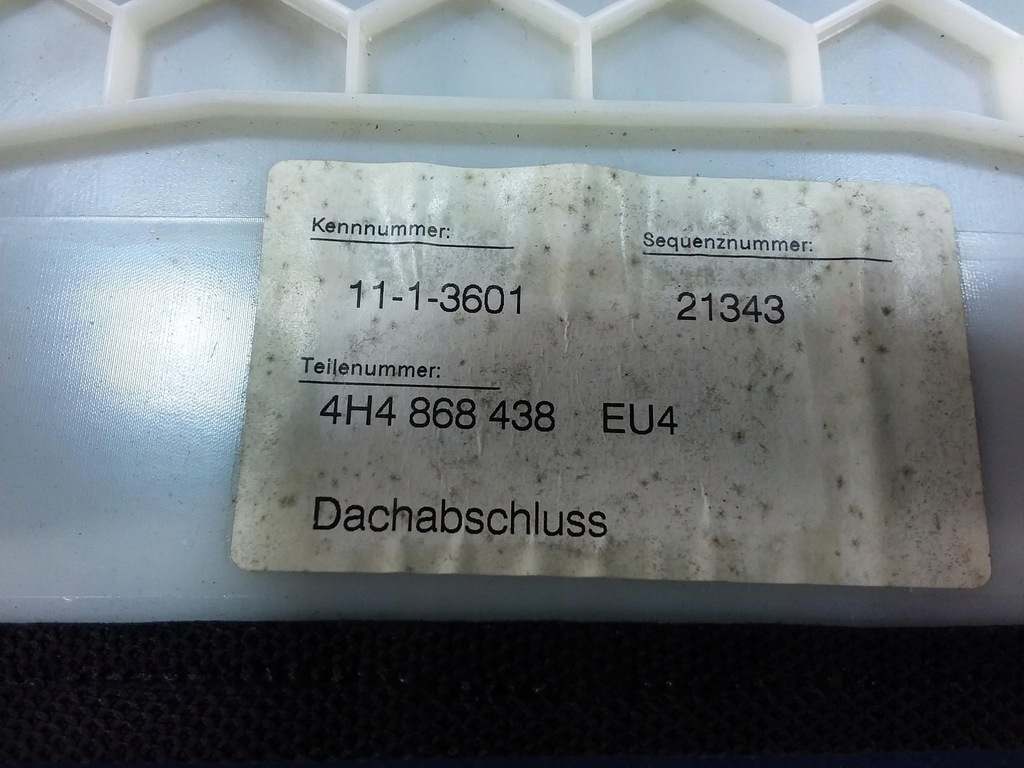 Kennnummer:
Sequenznummer:
11-1-3601
21343
Teilenummer:
4H4 868 438 EU4
Dachabschluss